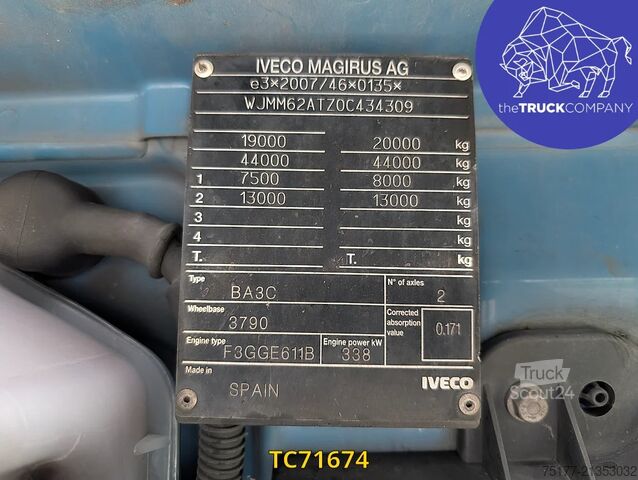 IVECO MAGIRUS AG
e3*2007/46*0135*
WJMM62ATZ0C434309
19000 20000 kg
44000 44000 kg
1 7500 8000 kg
2 13000 13000 kg
3 kg
4 kg
T. T. kg
Type BA3C N° of axles 2
Wheelbase 3790 Corrected absorption value 0.171
Engine type F3GGE611B Engine power kW 338
Made in SPAIN IVECO
theTRUCKCOMPANY
Truck
Scout24
TC71674
75177-21353032